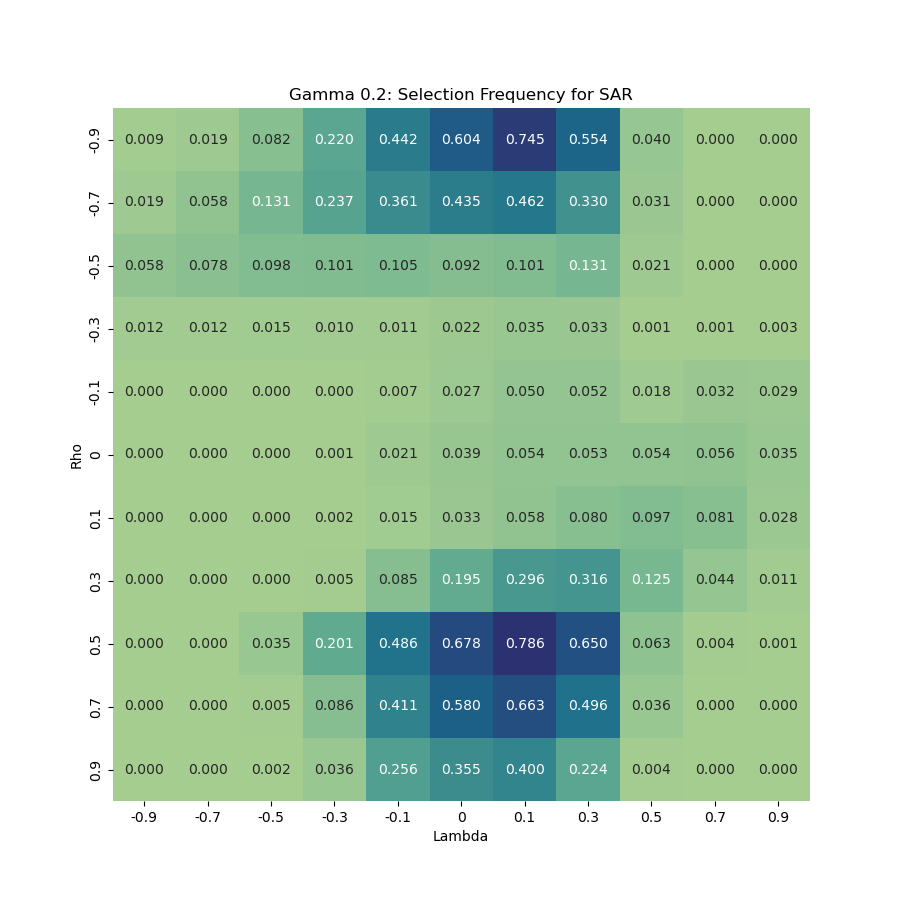 Gamma 0.2: Selection Frequency for SAR
-0.9 0.009 0.019 0.082 0.220 0.442 0.604 0.745 0.554 0.040 0.000 0.000
-0.7 0.019 0.058 0.131 0.237 0.361 0.435 0.462 0.330 0.031 0.000 0.000
-0.5 0.058 0.078 0.098 0.101 0.105 0.092 0.101 0.131 0.021 0.000 0.000
-0.3 0.012 0.012 0.015 0.010 0.011 0.022 0.035 0.033 0.001 0.001 0.003
-0.1 0.000 0.000 0.000 0.000 0.007 0.027 0.050 0.052 0.018 0.032 0.029
Rho
0 0.000 0.000 0.000 0.001 0.021 0.039 0.054 0.053 0.054 0.056 0.035
0.1 0.000 0.000 0.000 0.002 0.015 0.033 0.058 0.080 0.097 0.081 0.028
0.3 0.000 0.000 0.000 0.005 0.085 0.195 0.296 0.316 0.125 0.044 0.011
0.5 0.000 0.000 0.035 0.201 0.486 0.678 0.786 0.650 0.063 0.004 0.001
0.7 0.000 0.000 0.005 0.086 0.411 0.580 0.663 0.496 0.036 0.000 0.000
0.9 0.000 0.000 0.002 0.036 0.256 0.355 0.400 0.224 0.004 0.000 0.000
-0.9 -0.7 -0.5 -0.3 -0.1 0 0.1 0.3 0.5 0.7 0.9
Lambda